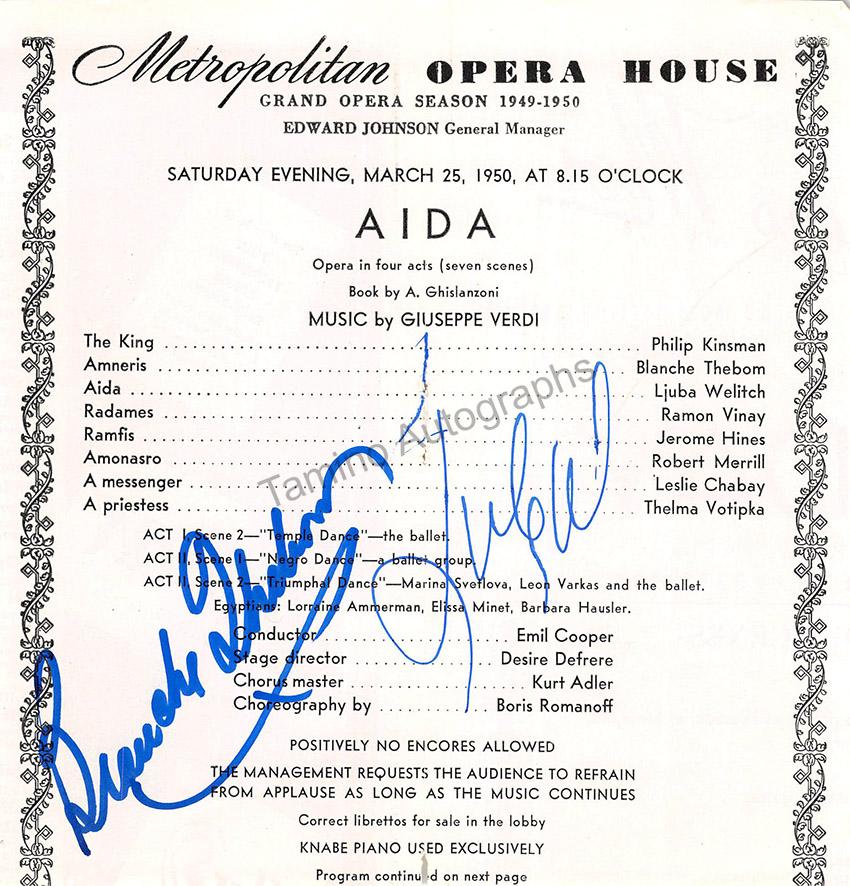 Metropolitan OPERA HOUSE
GRAND OPERA SEASON 1949-1950
EDWARD JOHNSON General Manager
SATURDAY EVENING, MARCH 25, 1950, AT 8.15 O'CLOCK
AIDA
Opera in four acts (seven scenes)
Book by A. Ghislanzoni
MUSIC by GIUSEPPE VERDI
The King ........................ Philip Kinsman
Amneris ........................ Blanche Thebom
Aida ........................ Ljuba Welitch
Radames ........................ Ramon Vinay
Ramfis ........................ Jerome Hines
Amonasro ........................ Robert Merrill
A messenger ........................ Leslie Chabay
A priestess ........................ Thelma Votipka
Tamino Autographs
ACT I, Scene 2—"Temple Dance"—the ballet.
ACT II, Scene 1—"Negro Dance"—a ballet group.
ACT II, Scene 2—"Triumphal Dance"—Marina Svetlova, Leon Varkas and the ballet.
Egyptians: Lorraine Ammerman, Elissa Minet, Barbara Hausler.
Conductor ........................ Emil Cooper
Stage director ........................ Desire Defrere
Chorus master ........................ Kurt Adler
Choreography by ............ Boris Romanoff
Blanche Thebom
POSITIVELY NO ENCORES ALLOWED
THE MANAGEMENT REQUESTS THE AUDIENCE TO REFRAIN
FROM APPLAUSE AS LONG AS THE MUSIC CONTINUES
Correct librettos for sale in the lobby
KNABE PIANO USED EXCLUSIVELY
Program continued on next page